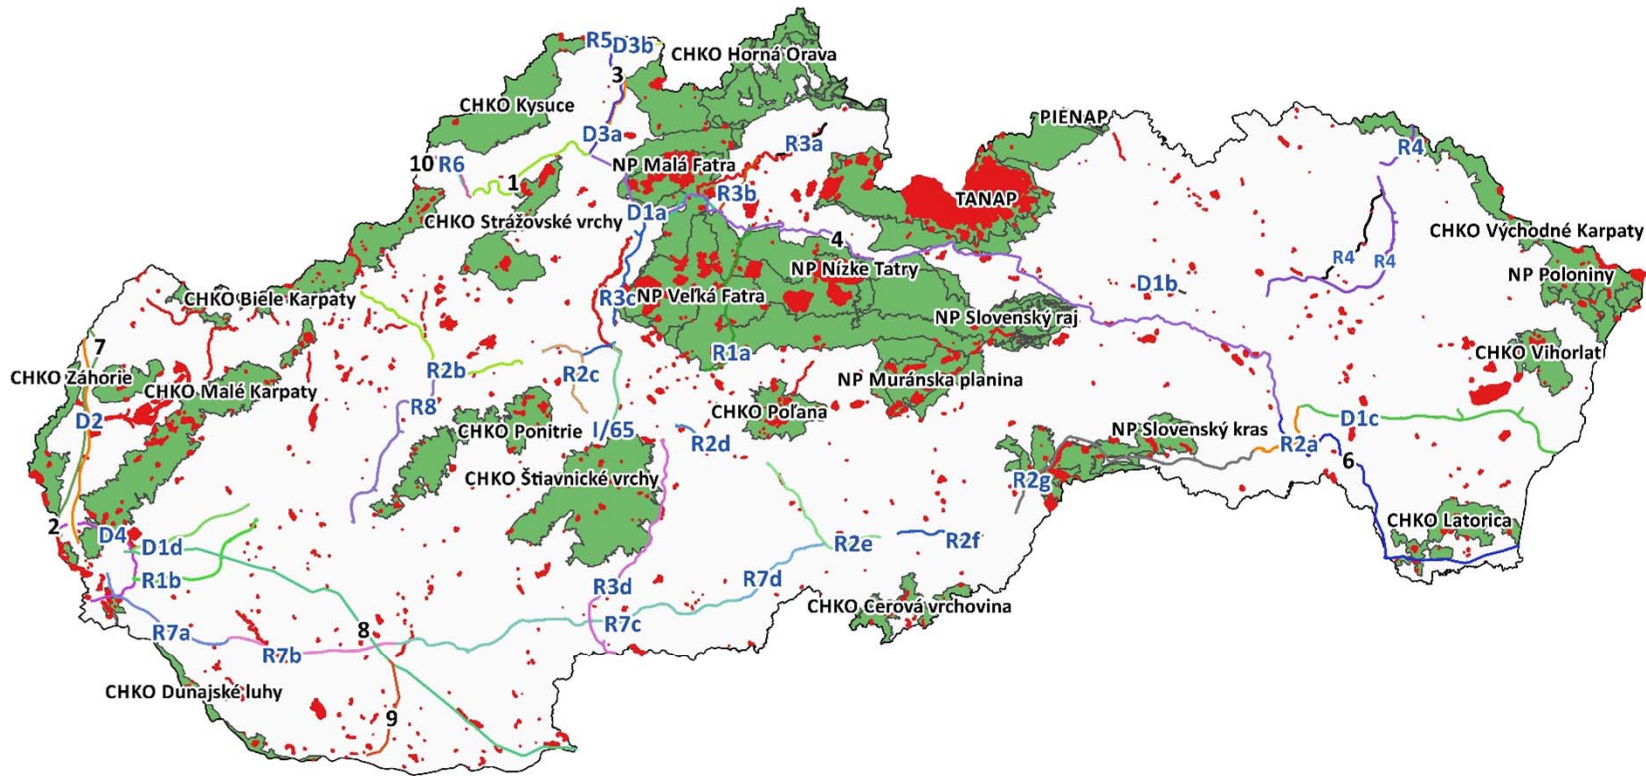 R5
D3b
CHKO Horná Orava
3
CHKO Kysuce
PIENAP
D3a
R3a
R4
10
R6
NP Malá Fatra
1
R3b
TANAP
D1a
CHKO Strážovské vrchy
CHKO Východné Karpaty
4
R4
R4
NP Nízke Tatry
NP Poloniny
D1b
CHKO Biele Karpaty
R3c
NP Veľká Fatra
NP Slovenský raj
7
R1a
CHKO Vihorlat
CHKO Záhorie
R2b
R2c
NP Muránska planina
CHKO Malé Karpaty
R8
CHKO Poľana
D2
D1c
CHKO Ponitrie
I/65
NP Slovenský kras
R2d
R2a
6
CHKO Štiavnické vrchy
R2g
2
CHKO Latorica
D4
D1d
R2e
R2f
R1b
R7d
R3d
CHKO Cerová vrchovina
R7a
8
R7c
R7b
CHKO Dunajské luhy
9